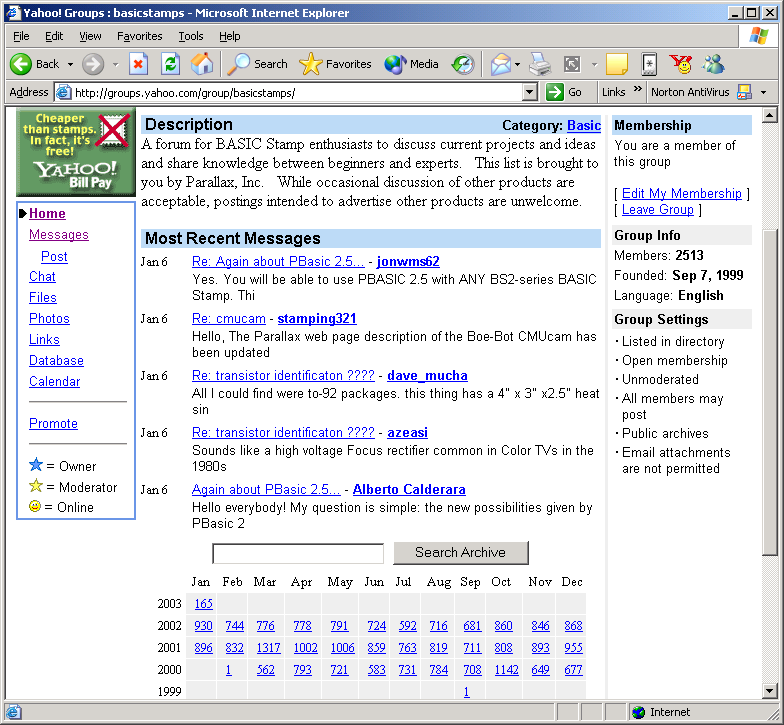 Yahoo! Groups : basicstamps - Microsoft Internet Explorer
File Edit View Favorites Tools Help
Back Search Favorites Media
Address http://groups.yahoo.com/group/basicstamps/ Go Links » Norton AntiVirus
Cheaper
than stamps.
In fact, it's
free!
YAHOO!
Bill Pay
Home
Messages
Post
Chat
Files
Photos
Links
Database
Calendar
Promote
= Owner
= Moderator
= Online
Description Category: Basic
A forum for BASIC Stamp enthusiasts to discuss current projects and ideas
and share knowledge between beginners and experts. This list is brought to
you by Parallax, Inc. While occasional discussion of other products are
acceptable, postings intended to advertise other products are unwelcome.
Most Recent Messages
Jan 6 Re: Again about PBasic 2.5... - jonwms62
Yes. You will be able to use PBASIC 2.5 with ANY BS2-series BASIC
Stamp. Thi
Jan 6 Re: cmucam - stamping321
Hello, The Parallax web page description of the Boe-Bot CMUcam has
been updated
Jan 6 Re: transistor identificaton ???? - dave_mucha
All I could find were to-92 packages. this thing has a 4" x 3" x2.5" heat
sin
Jan 6 Re: transistor identificaton ???? - azeasi
Sounds like a high voltage Focus rectifier common in Color TVs in the
1980s
Jan 6 Again about PBasic 2.5... - Alberto Calderara
Hello everybody! My question is simple: the new possibilities given by
PBasic 2
Search Archive
Jan Feb Mar Apr May Jun Jul Aug Sep Oct Nov Dec
2003 165
2002 930 744 776 778 791 724 592 716 681 860 846 868
2001 896 832 1317 1002 1006 859 763 819 711 808 893 955
2000 1 562 793 721 583 731 784 708 1142 649 677
1999 1
Membership
You are a member of
this group
[ Edit My Membership ]
[ Leave Group ]
Group Info
Members: 2513
Founded: Sep 7, 1999
Language: English
Group Settings
· Listed in directory
· Open membership
· Unmoderated
· All members may
post
· Public archives
· Email attachments
are not permitted
Internet